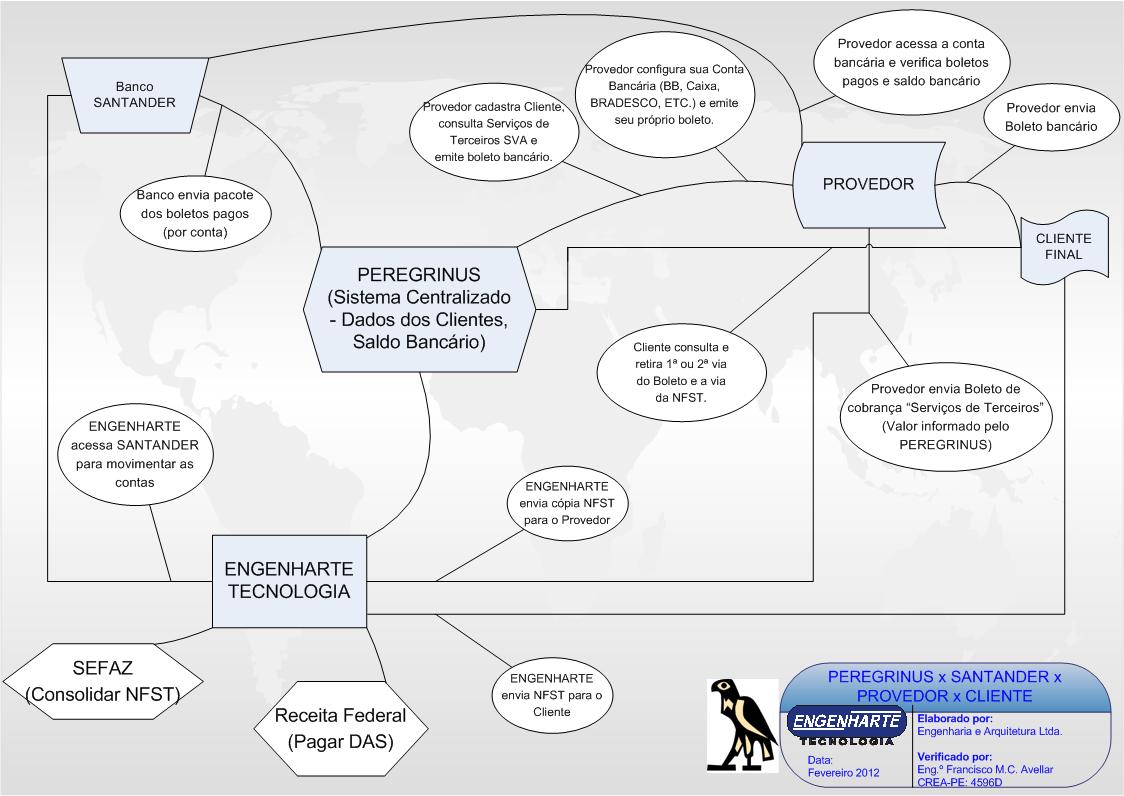 Provedor acessa a conta
bancária e verifica boletos
pagos e saldo bancário
Provedor configura sua Conta
Bancária (BB, Caixa,
BRADESCO, ETC.) e emite
seu próprio boleto.
Banco
SANTANDER
Provedor cadastra Cliente,
consulta Serviços de
Terceiros SVA e
emite boleto bancário.
Provedor envia
Boleto bancário
PROVEDOR
Banco envia pacote
dos boletos pagos
(por conta)
CLIENTE
FINAL
PEREGRINUS
(Sistema Centralizado
- Dados dos Clientes,
Saldo Bancário)
Cliente consulta e
retira 1ª ou 2ª via
do Boleto e a via
da NFST.
Provedor envia Boleto de
cobrança “Serviços de Terceiros”
(Valor informado pelo
PEREGRINUS)
ENGENHARTE
acessa SANTANDER
para movimentar as
contas
ENGENHARTE
envia cópia NFST
para o Provedor
ENGENHARTE
TECNOLOGIA
SEFAZ
(Consolidar NFST)
Receita Federal
(Pagar DAS)
ENGENHARTE
envia NFST para o
Cliente
PEREGRINUS x SANTANDER x
PROVEDOR x CLIENTE
ENGENHARTE
TECNOLOGIA
Data:
Fevereiro 2012
Elaborado por:
Engenharia e Arquitetura Ltda.
Verificado por:
Eng.º Francisco M.C. Avellar
CREA-PE: 4596D